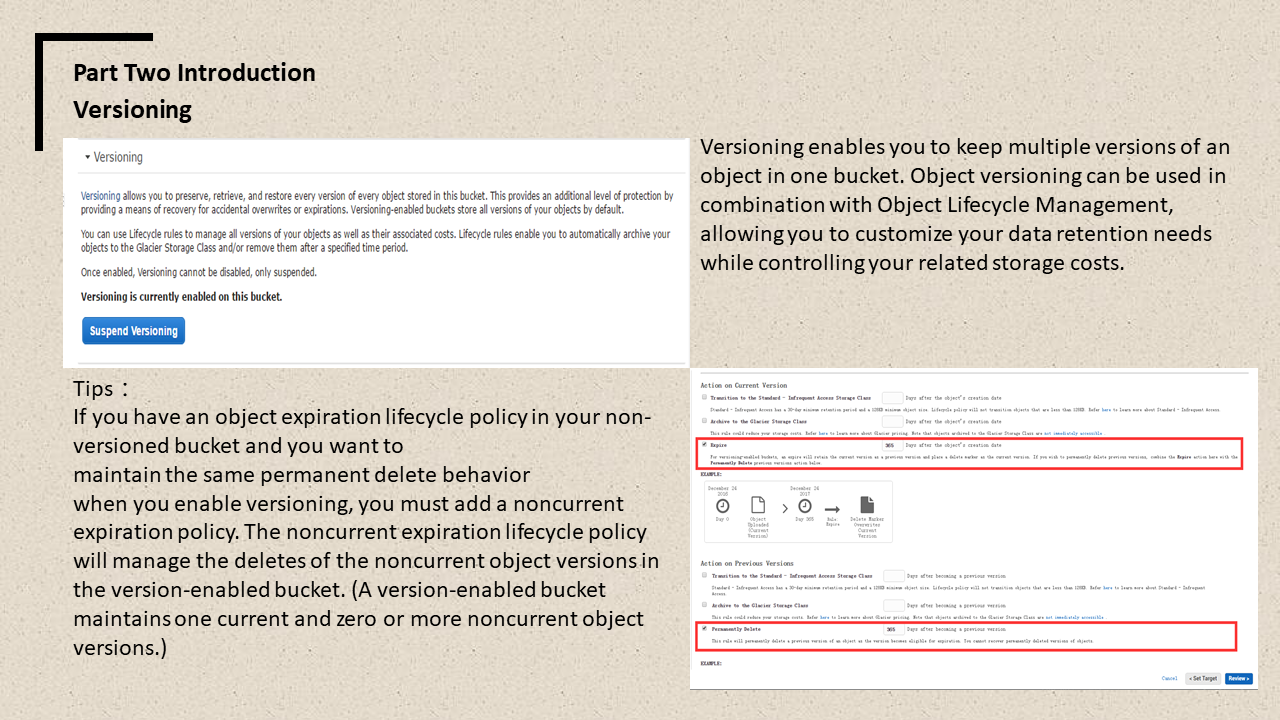 Part Two Introduction
Versioning
Versioning
Versioning allows you to preserve, retrieve, and restore every version of every object stored in this bucket. This provides an additional level of protection by
providing a means of recovery for accidental overwrites or expirations. Versioning-enabled buckets store all versions of your objects by default.
You can use Lifecycle rules to manage all versions of your objects as well as their associated costs. Lifecycle rules enable you to automatically archive your
objects to the Glacier Storage Class and/or remove them after a specified time period.
Once enabled, Versioning cannot be disabled, only suspended.
Versioning is currently enabled on this bucket.
Suspend Versioning
Versioning enables you to keep multiple versions of an
object in one bucket. Object versioning can be used in
combination with Object Lifecycle Management,
allowing you to customize your data retention needs
while controlling your related storage costs.
Tips：
If you have an object expiration lifecycle policy in your non-
versioned bucket and you want to
maintain the same permanent delete behavior
when you enable versioning, you must add a noncurrent
expiration policy. The noncurrent expiration lifecycle policy
will manage the deletes of the noncurrent object versions in
the version-enabled bucket. (A version-enabled bucket
maintains one current and zero or more noncurrent object
versions.)
Action on Current Version
Transition to the Standard - Infrequent Access Storage Class Days after the object's creation date
Standard - Infrequent Access has a 30-day minimum retention period and a 128KB minimum object size. Lifecycle policy will not transition objects that are less than 128KB. Refer here to learn more about Standard - Infrequent Access.
Archive to the Glacier Storage Class Days after the object's creation date
This rule could reduce your storage costs. Refer here to learn more about Glacier pricing. Note that objects archived to the Glacier Storage Class are not immediately accessible
Expire 365 Days after the object's creation date
For versioning-enabled buckets, an expire will retain the current version as a previous version and place a delete marker as the current version. If you wish to permanently delete previous versions, combine the Expire action here with the
Permanently Delete previous versions action below.
EXAMPLE:
December 24 December 24
2016 2017
Day 0 Object Day 365 Rule Delete Marker
Uploaded Expire Overwrites
(Current Current
Version) Version
Action on Previous Versions
Transition to the Standard - Infrequent Access Storage Class Days after becoming a previous version
Standard - Infrequent Access has a 30-day minimum retention period and a 128KB minimum object size. Lifecycle policy will not transition objects that are less than 128KB. Refer here to learn more about Standard - Infrequent
Access.
Archive to the Glacier Storage Class Days after becoming a previous version
This rule could reduce your storage costs. Refer here to learn more about Glacier pricing. Note that objects archived to the Glacier Storage Class are not immediately accessible
Permanently Delete 365 Days after becoming a previous version
This rule will permanently delete a previous version of an object as the version becomes eligible for expiration. You cannot recover permanently deleted versions of objects.
EXAMPLE:
Cancel < Set Target Review >